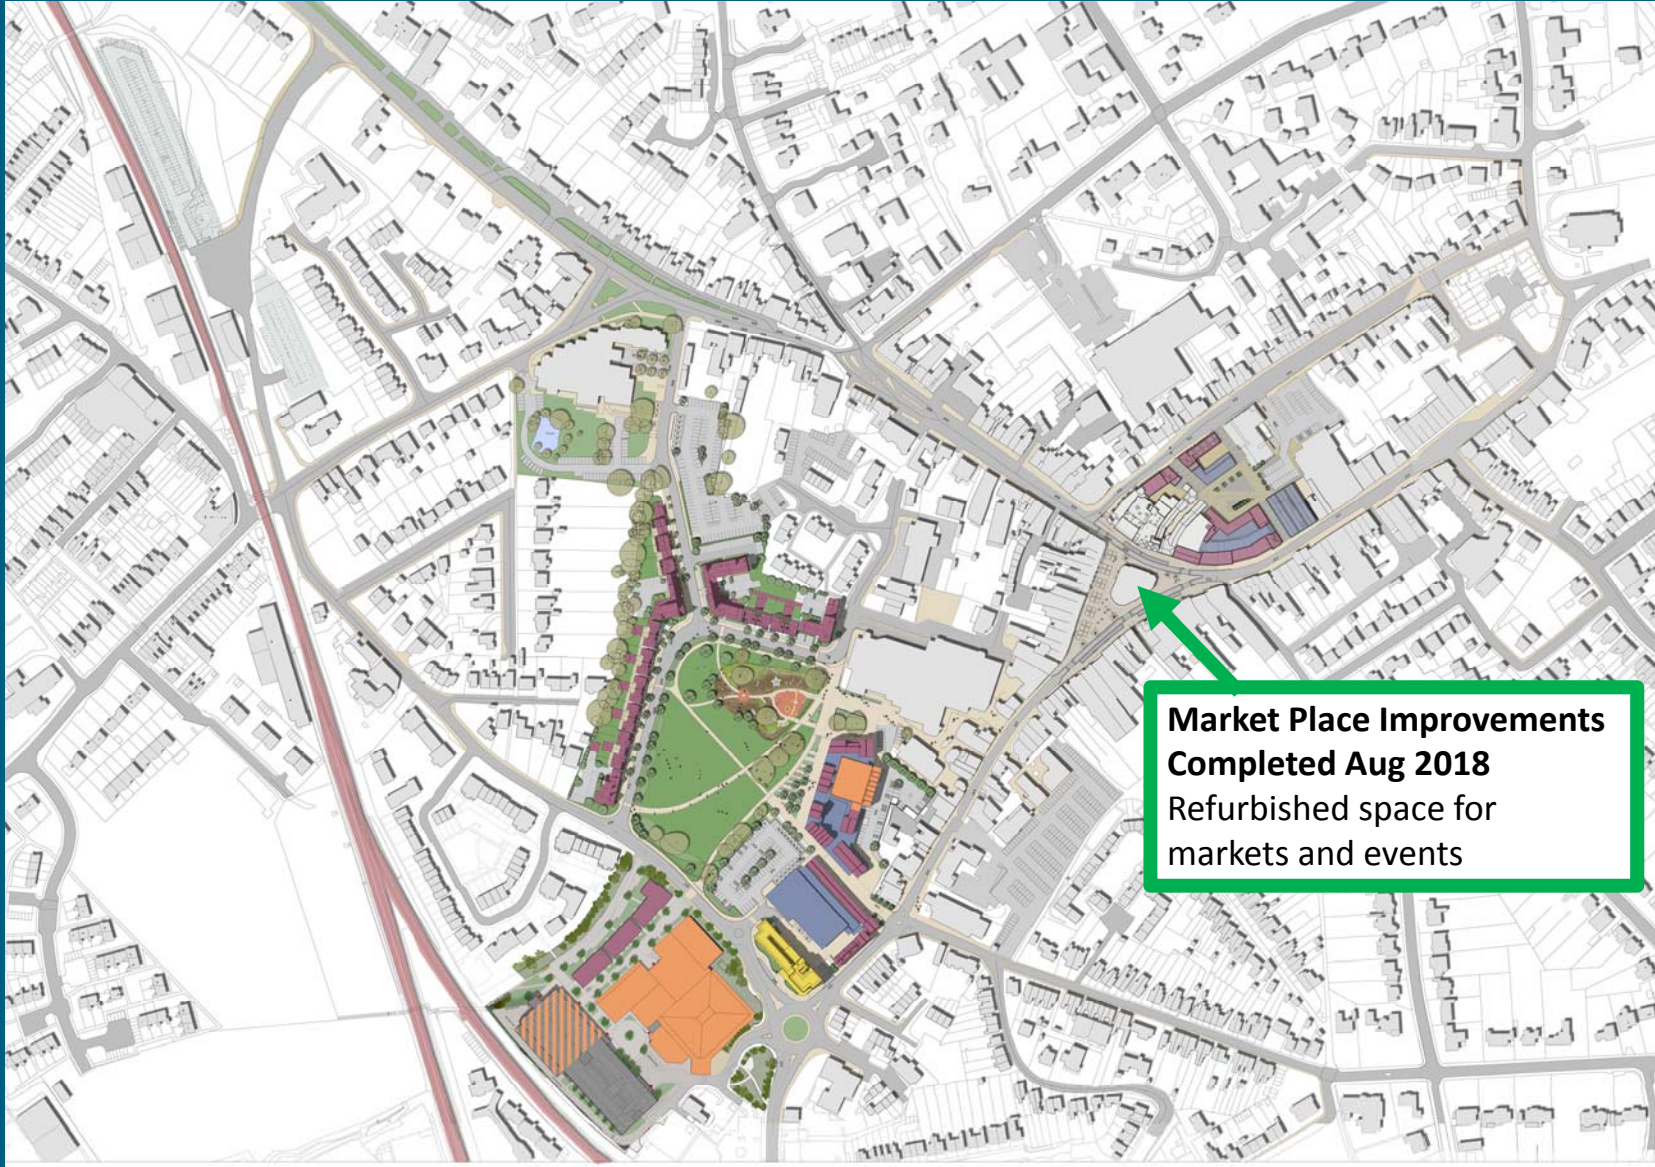 Market Place Improvements
Completed Aug 2018
Refurbished space for
markets and events